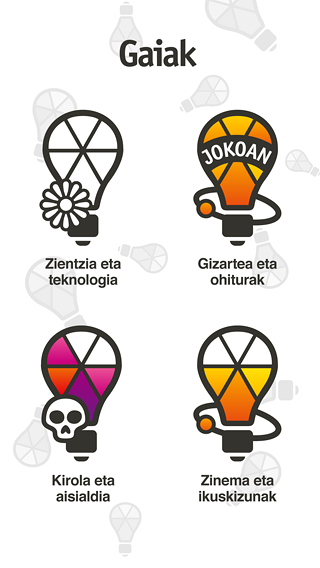 Gaiak
JOKOAN
Zientzia eta
teknologia
Gizartea eta
ohiturak
Kirola eta
aisialdia
Zinema eta
ikuskizunak